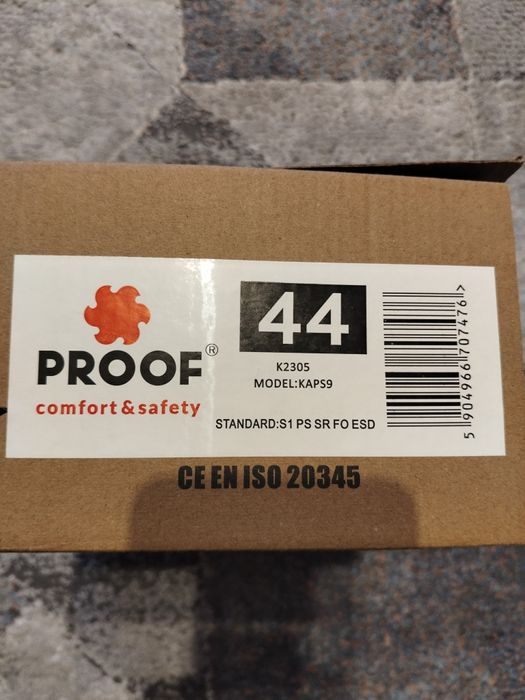 PROOF®
comfort & safety
44
K2305
MODEL:KAPS9
STANDARD:S1 PS SR FO ESD
5 904966 707476 >
CE EN ISO 20345